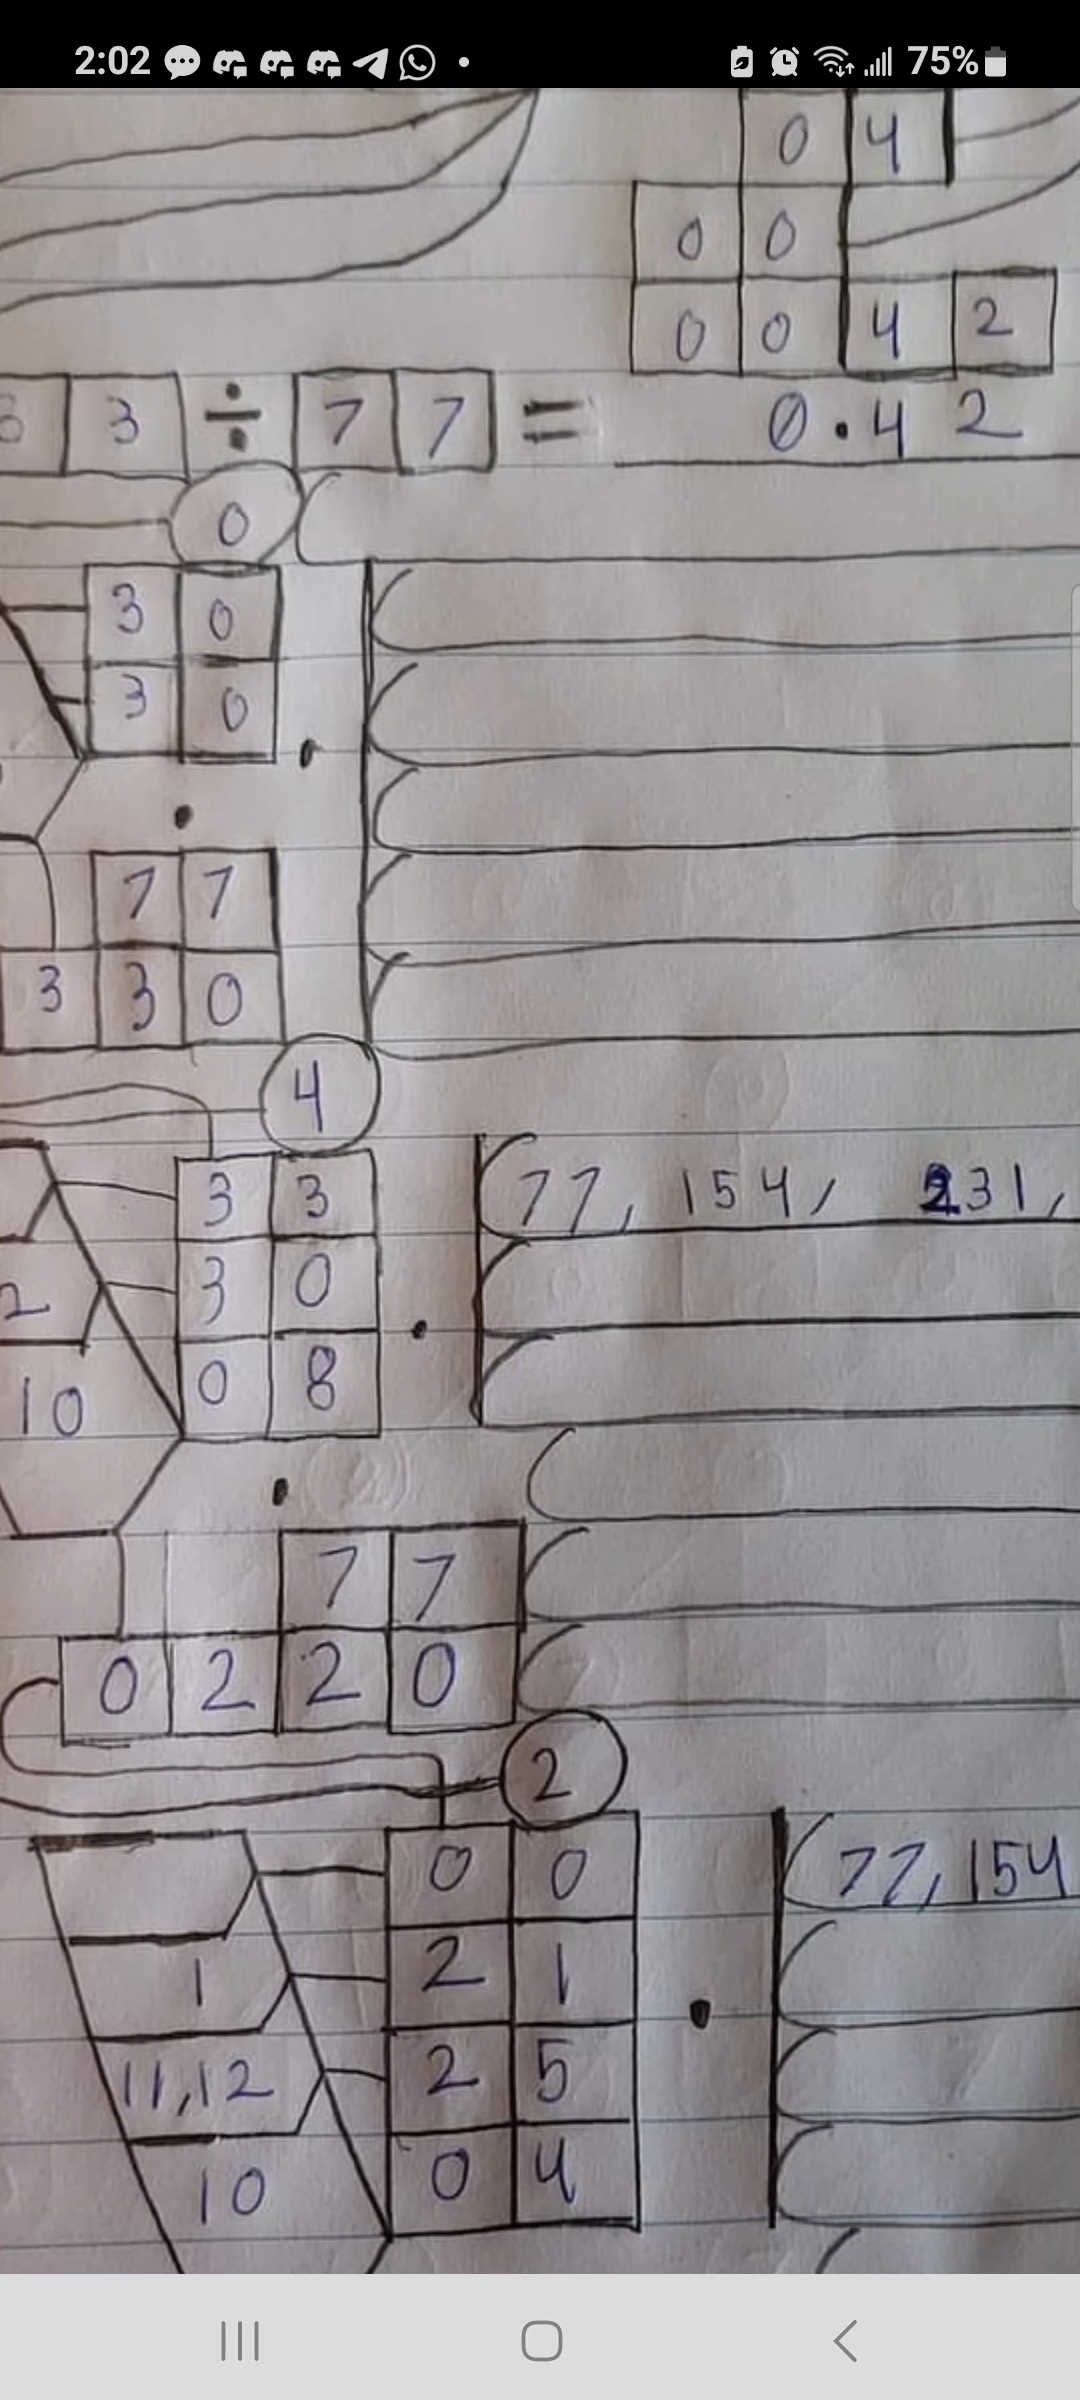 2:02 75%
0 4
0 0
0 0 4 2
3 ÷ 7 7 = 0.42
0
3 0
3 0
.
.
7 7
3 3 0
4
3 3 77, 154, 231,
2 3 0
10 0 8
.
.
7 7
0 2 2 0
2
0 0 77, 154
1 2 1
11,12 2 5
.
10 0 4